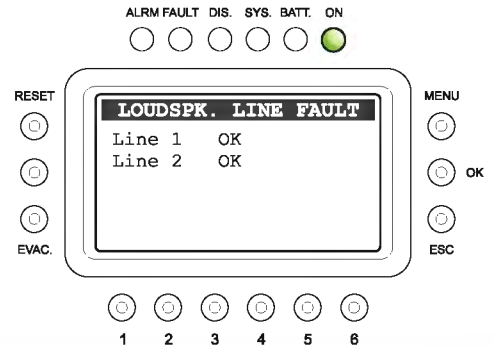 ALRM FAULT DIS. SYS. BATT. ON
RESET
MENU
LOUDSPK. LINE FAULT
Line 1 OK
Line 2 OK
OK
EVAC.
ESC
1 2 3 4 5 6